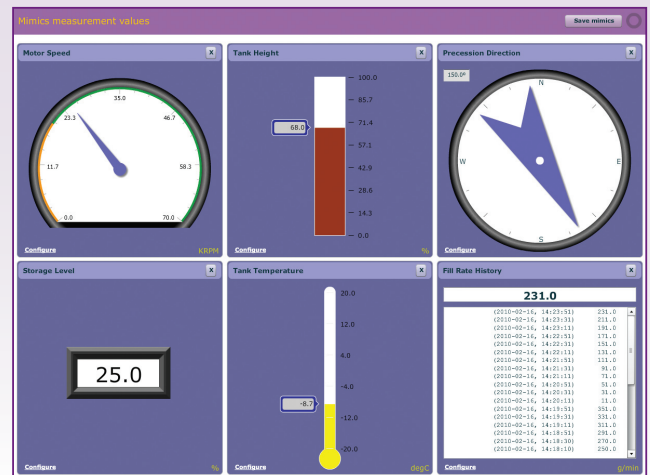 Mimics measurement values
Save mimics
Motor Speed
X
35.0
23.3
46.7
11.7
58.3
0.0
70.0
Configure
KRPM
Tank Height
X
100.0
85.7
71.4
68.0
57.1
42.9
28.6
14.3
0.0
Configure
%
Precession Direction
X
150.0º
N
W
E
S
Configure
Storage Level
X
25.0
Configure
%
Tank Temperature
X
20.0
12.0
4.0
-4.0
-8.7
-12.0
-20.0
Configure
degC
Fill Rate History
X
231.0
(2010-02-16, 14:23:51) 231.0
(2010-02-16, 14:23:31) 211.0
(2010-02-16, 14:23:11) 191.0
(2010-02-16, 14:22:51) 171.0
(2010-02-16, 14:22:31) 151.0
(2010-02-16, 14:22:11) 131.0
(2010-02-16, 14:21:51) 111.0
(2010-02-16, 14:21:31) 91.0
(2010-02-16, 14:21:11) 71.0
(2010-02-16, 14:20:51) 51.0
(2010-02-16, 14:20:31) 31.0
(2010-02-16, 14:20:11) 11.0
(2010-02-16, 14:19:51) 351.0
(2010-02-16, 14:19:31) 331.0
(2010-02-16, 14:19:11) 311.0
(2010-02-16, 14:18:51) 291.0
(2010-02-16, 14:18:30) 270.0
(2010-02-16, 14:18:10) 250.0
Configure
g/min